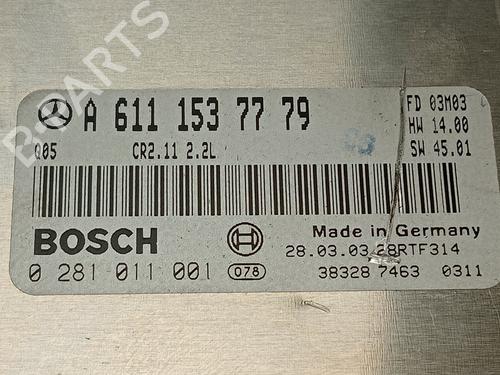 B-PARTS
A 611 153 77 79
FD 03M03
HW 14.00
Q05 CR2.11 2.2L
SW 45.01
BOSCH
Made in Germany
28.03.03
RTF314
0 281 011 001 078
38328 7463 0311